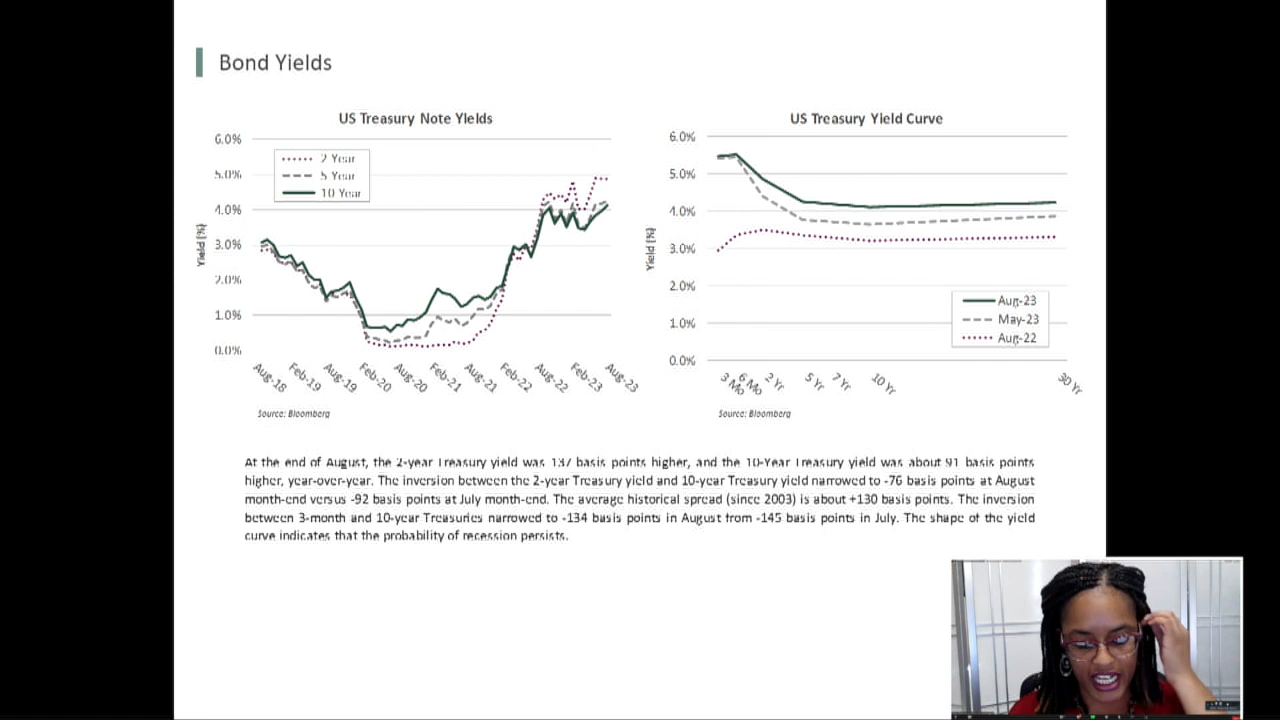 Bond Yields
US Treasury Note Yields
6.0%
5.0%
4.0%
3.0%
2.0%
1.0%
0.0%
Yield (%)
2 Year
5 Year
10 Year
Aug-18
Feb-19
Aug-19
Feb-20
Aug-20
Feb-21
Aug-21
Feb-22
Aug-22
Feb-23
Aug-23
Source: Bloomberg
US Treasury Yield Curve
6.0%
5.0%
4.0%
3.0%
2.0%
1.0%
0.0%
Yield (%)
Aug-23
May-23
Aug-22
3 Mo
6 Mo
2 Yr
5 Yr
7 Yr
10 Yr
30 Yr
Source: Bloomberg
At the end of August, the 2-year Treasury yield was 137 basis points higher, and the 10-Year Treasury yield was about 91 basis points
higher, year-over-year. The inversion between the 2-year Treasury yield and 10-year Treasury yield narrowed to -76 basis points at August
month-end versus -92 basis points at July month-end. The average historical spread (since 2003) is about +130 basis points. The inversion
between 3-month and 10-year Treasuries narrowed to -134 basis points in August from -145 basis points in July. The shape of the yield
curve indicates that the probability of recession persists.